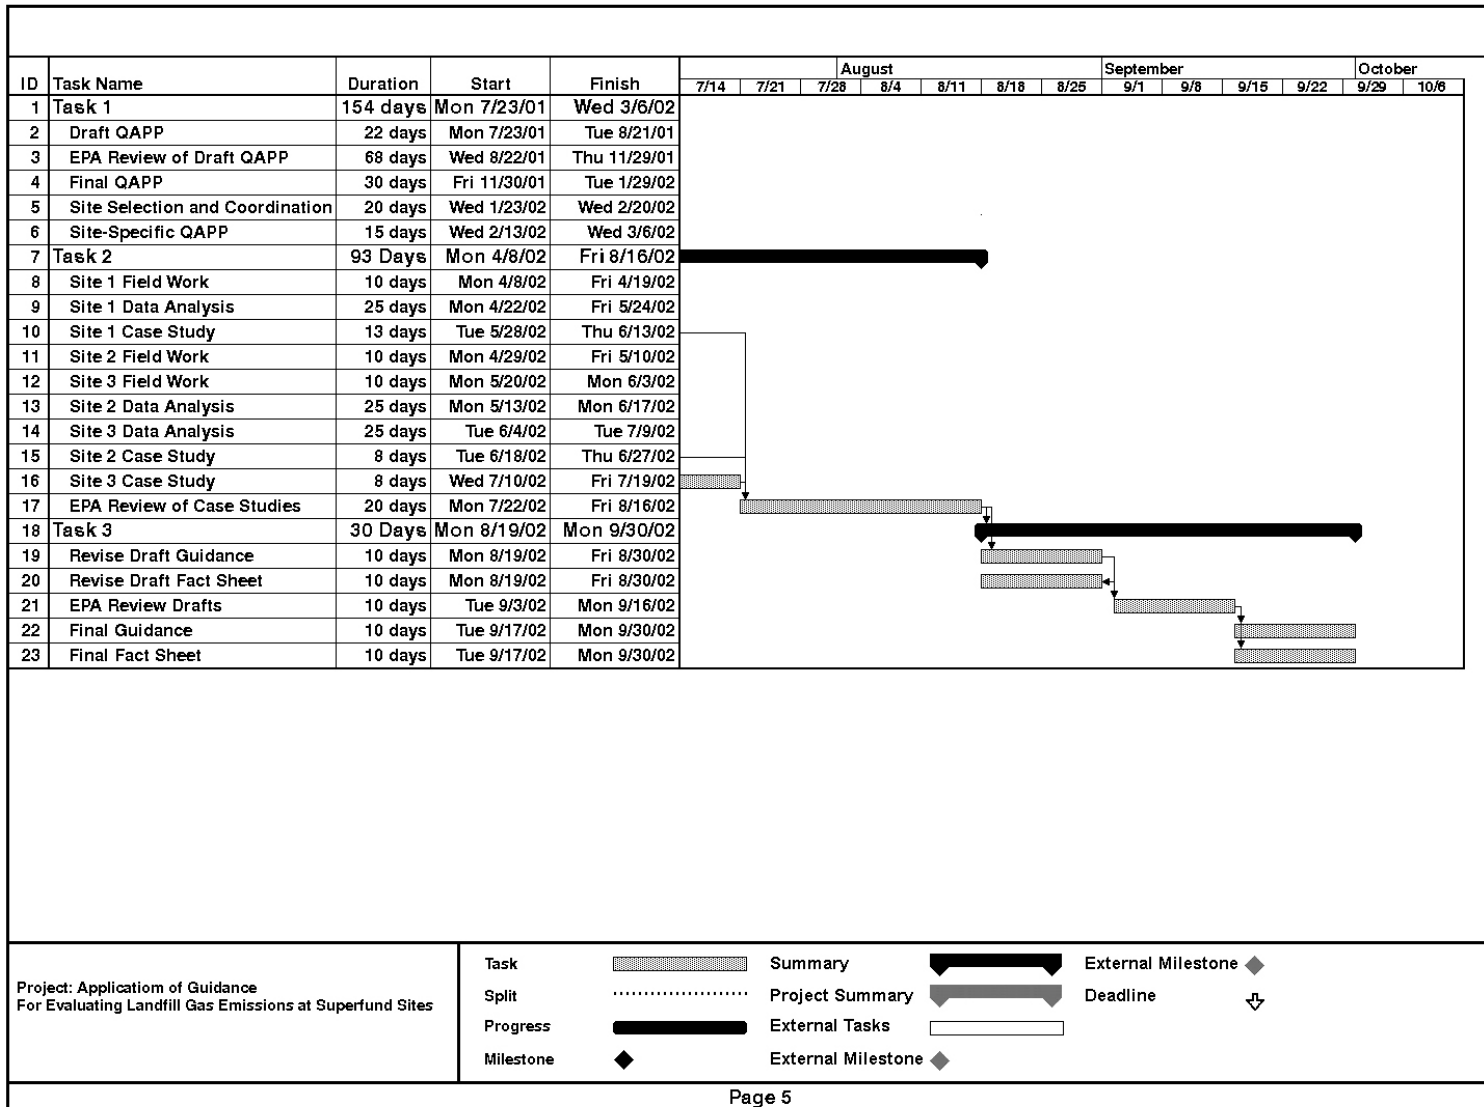 August September October
ID Task Name Duration Start Finish 7/14 7/21 7/28 8/4 8/11 8/18 8/25 9/1 9/8 9/15 9/22 9/29 10/6
1 Task 1 154 days Mon 7/23/01 Wed 3/6/02
2 Draft QAPP 22 days Mon 7/23/01 Tue 8/21/01
3 EPA Review of Draft QAPP 68 days Wed 8/22/01 Thu 11/29/01
4 Final QAPP 30 days Fri 11/30/01 Tue 1/29/02
5 Site Selection and Coordination 20 days Wed 1/23/02 Wed 2/20/02
6 Site-Specific QAPP 15 days Wed 2/13/02 Wed 3/6/02
7 Task 2 93 Days Mon 4/8/02 Fri 8/16/02
8 Site 1 Field Work 10 days Mon 4/8/02 Fri 4/19/02
9 Site 1 Data Analysis 25 days Mon 4/22/02 Fri 5/24/02
10 Site 1 Case Study 13 days Tue 5/28/02 Thu 6/13/02
11 Site 2 Field Work 10 days Mon 4/29/02 Fri 5/10/02
12 Site 3 Field Work 10 days Mon 5/20/02 Mon 6/3/02
13 Site 2 Data Analysis 25 days Mon 5/13/02 Mon 6/17/02
14 Site 3 Data Analysis 25 days Tue 6/4/02 Tue 7/9/02
15 Site 2 Case Study 8 days Tue 6/18/02 Thu 6/27/02
16 Site 3 Case Study 8 days Wed 7/10/02 Fri 7/19/02
17 EPA Review of Case Studies 20 days Mon 7/22/02 Fri 8/16/02
18 Task 3 30 Days Mon 8/19/02 Mon 9/30/02
19 Revise Draft Guidance 10 days Mon 8/19/02 Fri 8/30/02
20 Revise Draft Fact Sheet 10 days Mon 8/19/02 Fri 8/30/02
21 EPA Review Drafts 10 days Tue 9/3/02 Mon 9/16/02
22 Final Guidance 10 days Tue 9/17/02 Mon 9/30/02
23 Final Fact Sheet 10 days Tue 9/17/02 Mon 9/30/02
Project: Applicatiom of Guidance
For Evaluating Landfill Gas Emissions at Superfund Sites
Task Summary External Milestone
Split Project Summary Deadline
Progress External Tasks
Milestone External Milestone
Page 5